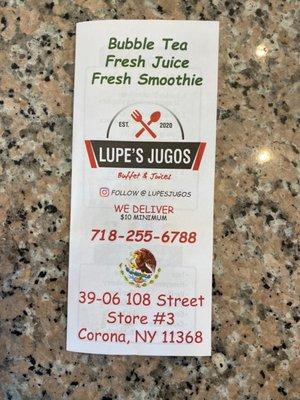 Bubble Tea
Fresh Juice
Fresh Smoothie
EST. 2020
LUPE'S JUGOS
Buffet & Juices
FOLLOW @ LUPESJUGOS
WE DELIVER
$10 MINIMUM
718-255-6788
39-06 108 Street
Store #3
Corona, NY 11368